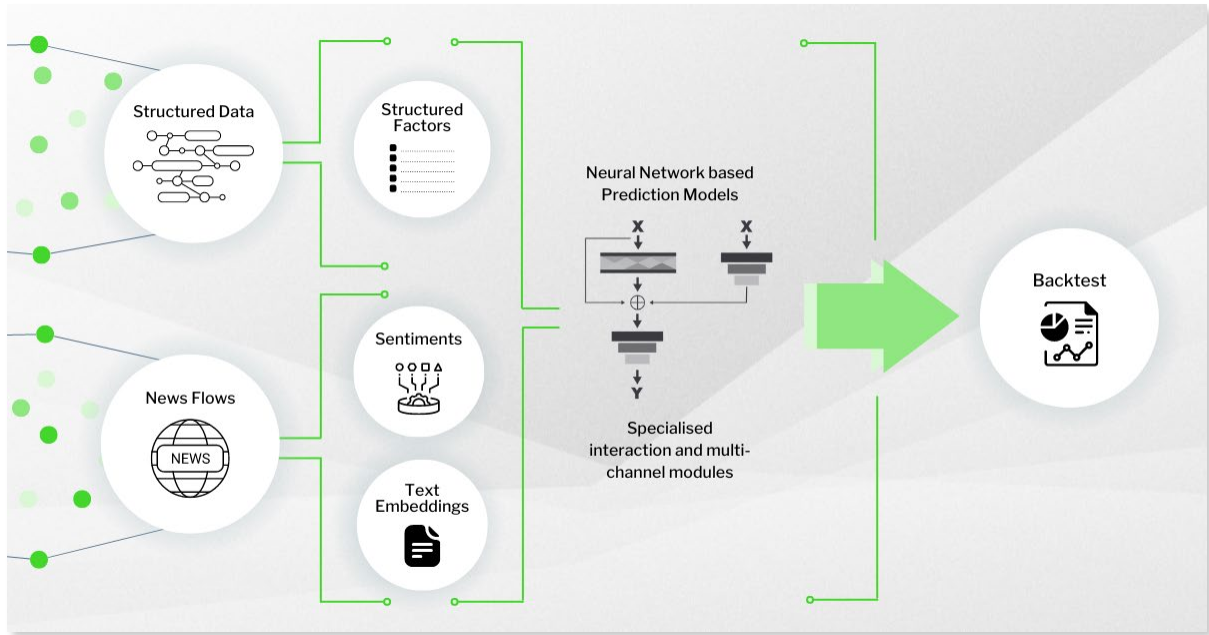 Structured Data
Structured
Factors
Neural Network based
Prediction Models
X
X
Backtest
Sentiments
News Flows
NEWS
Y
Specialised
interaction and multi-
channel modules
Text
Embeddings